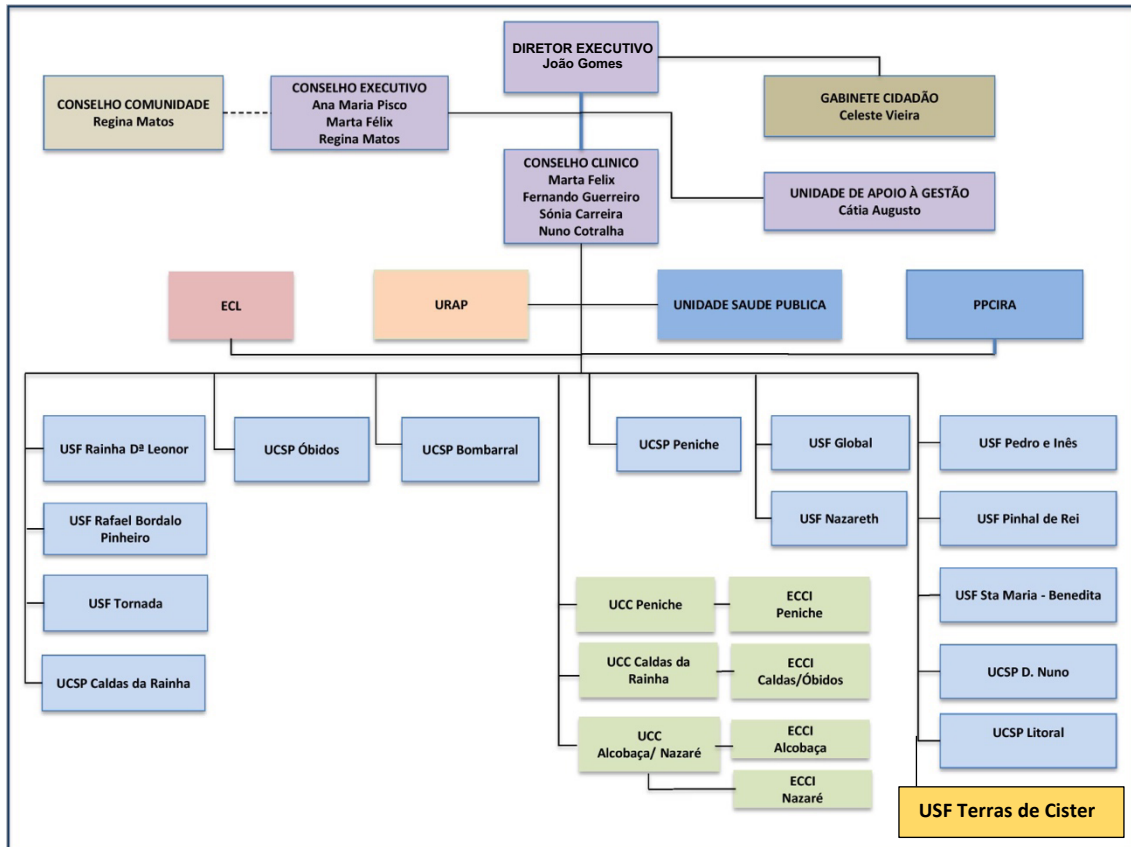 DIRETOR EXECUTIVO
João Gomes
CONSELHO COMUNIDADE
Regina Matos
CONSELHO EXECUTIVO
Ana Maria Pisco
Marta Félix
Regina Matos
GABINETE CIDADÃO
Celeste Vieira
CONSELHO CLINICO
Marta Felix
Fernando Guerreiro
Sónia Carreira
Nuno Cotralha
UNIDADE DE APOIO À GESTÃO
Cátia Augusto
ECL
URAP
UNIDADE SAUDE PUBLICA
PPCIRA
USF Rainha Dª Leonor
UCSP Óbidos
UCSP Bombarral
UCSP Peniche
USF Global
USF Pedro e Inês
USF Rafael Bordalo
Pinheiro
USF Nazareth
USF Pinhal de Rei
USF Tornada
UCC Peniche
ECCI
Peniche
USF Sta Maria - Benedita
UCSP Caldas da Rainha
UCC Caldas da
Rainha
ECCI
Caldas/Óbidos
UCSP D. Nuno
UCC
Alcobaça/ Nazaré
ECCI
Alcobaça
UCSP Litoral
ECCI
Nazaré
USF Terras de Cister